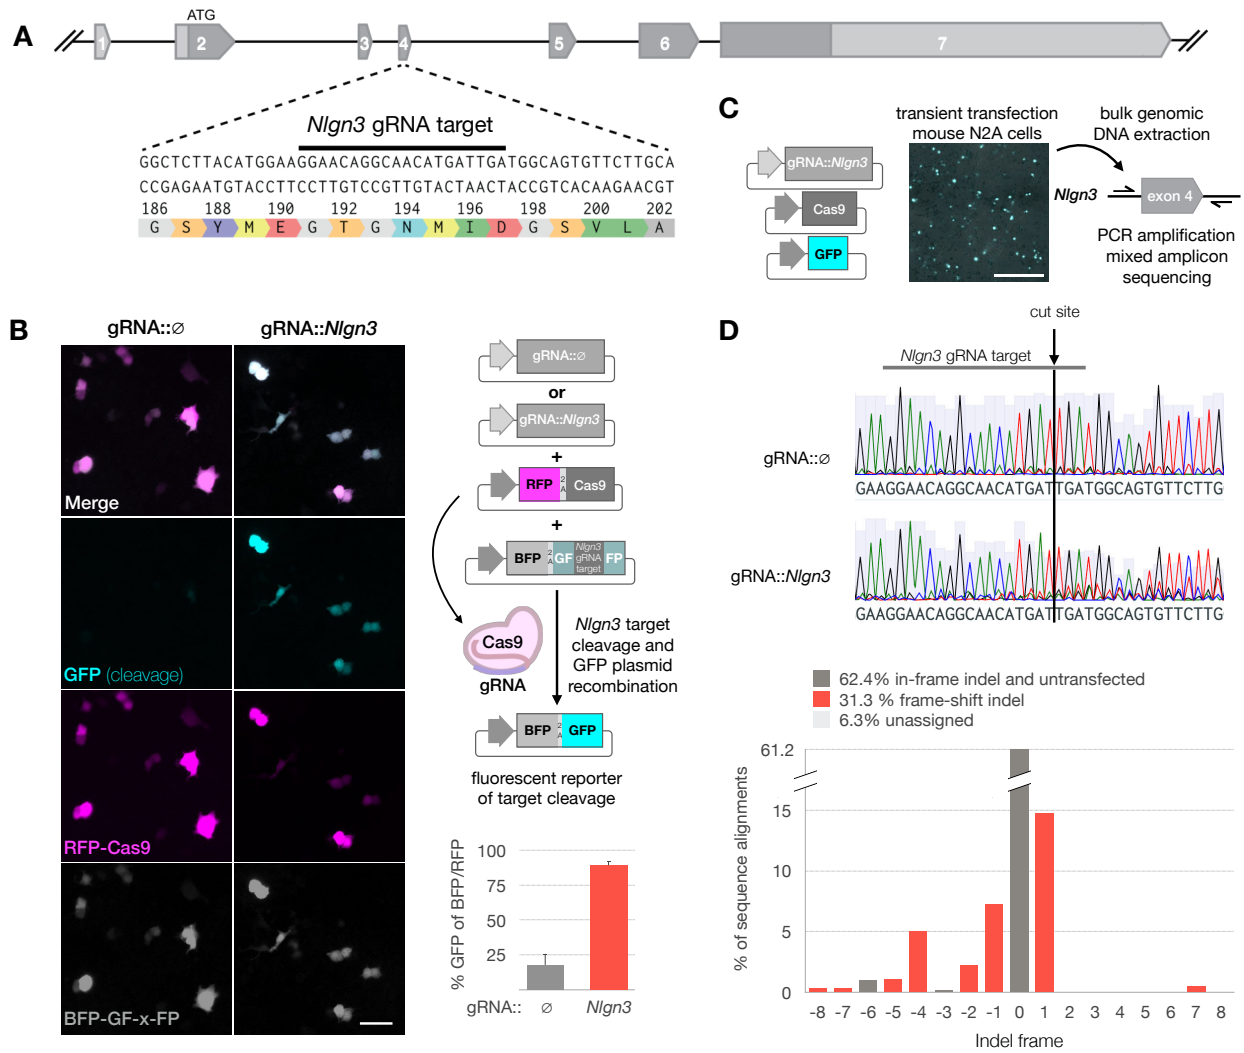 A
ATG
1
2
3
4
5
6
7
Nlgn3 gRNA target
GGCTCTTACATGGAAGGAACAGGCAACATGATTGATGGCAGTGTTCTTGCA
CCGAGAATGTACCTTCCTTGTCCGTTGTACTAACTACCGTCACAAGAACGT
186 188 190 192 194 196 198 200 202
G S Y M E G T G N M I D G S V L A
B
gRNA::∅
gRNA::Nlgn3
Merge
GFP (cleavage)
RFP-Cas9
BFP-GF-x-FP
gRNA::∅
or
gRNA::Nlgn3
+
RFP 2A Cas9
+
BFP 2A GF Nlgn3 gRNA target FP
Cas9
gRNA
Nlgn3 target
cleavage and
GFP plasmid
recombination
BFP 2A GFP
fluorescent reporter
of target cleavage
% GFP of BFP/RFP
100
75
50
25
gRNA:: ∅ Nlgn3
C
gRNA::Nlgn3
Cas9
GFP
transient transfection
mouse N2A cells
bulk genomic
DNA extraction
Nlgn3
exon 4
PCR amplification
mixed amplicon
sequencing
D
cut site
Nlgn3 gRNA target
gRNA::∅
GAAGGAACAGGCAACATGATTGATGGCAGTGTTCTTG
gRNA::Nlgn3
GAAGGAACAGGCAACATGATTGATGGCAGTGTTCTTG
62.4% in-frame indel and untransfected
31.3 % frame-shift indel
6.3% unassigned
% of sequence alignments
61.2
15
10
5
0
-8 -7 -6 -5 -4 -3 -2 -1 0 1 2 3 4 5 6 7 8
Indel frame